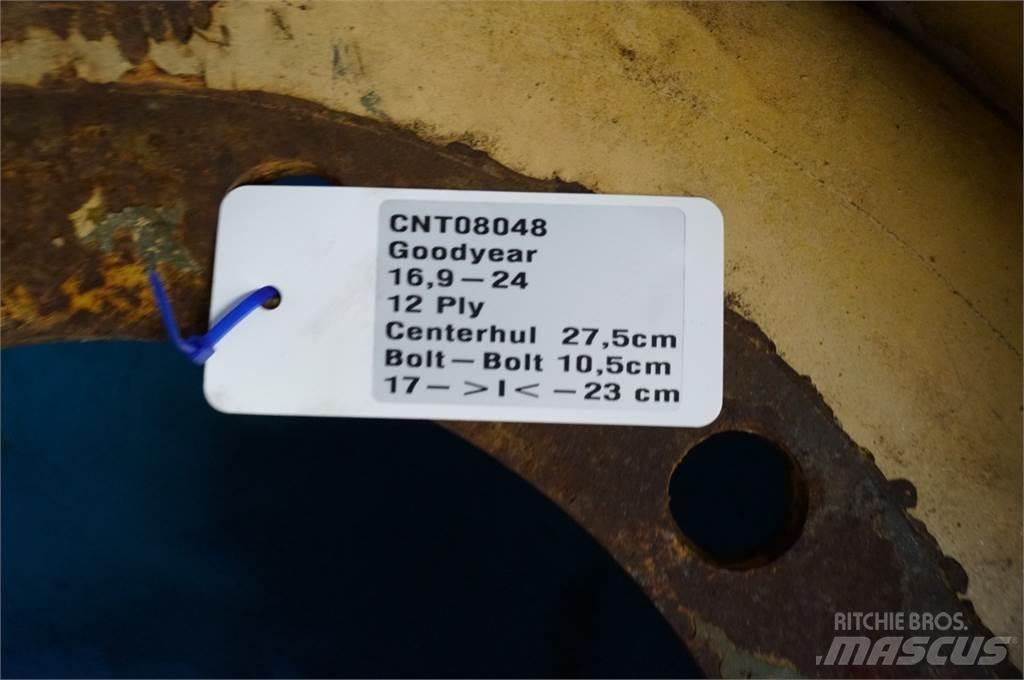 CNT08048
Goodyear
16,9-24
12 Ply
Centerhul 27,5cm
Bolt-Bolt 10,5cm
17- >I< -23 cm
RITCHIE BROS.
MASCUS